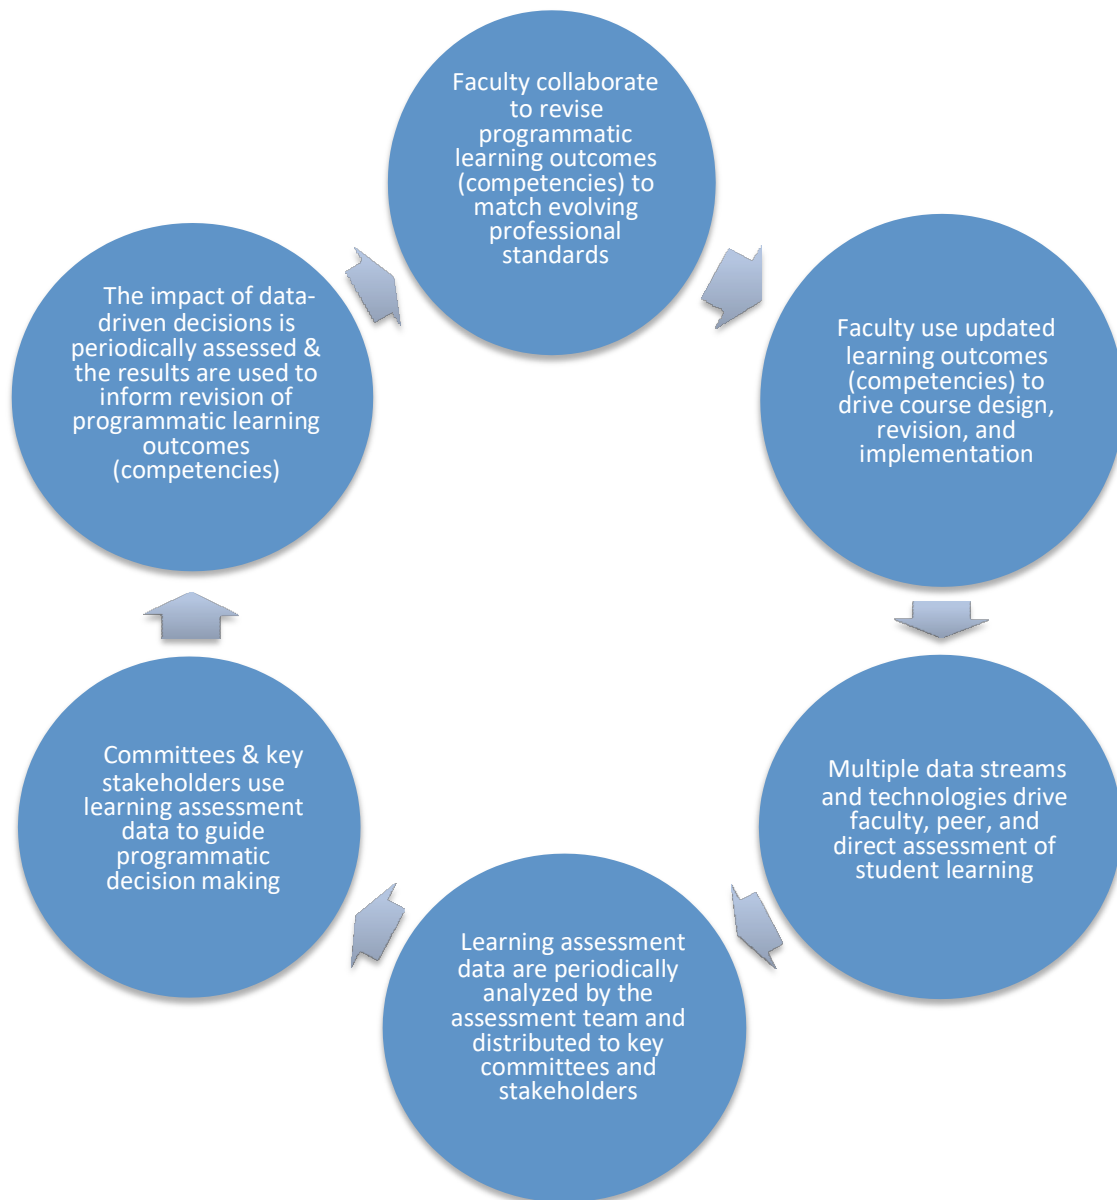 Faculty collaborate
to revise
programmatic
learning outcomes
(competencies) to
match evolving
professional
standards
Faculty use updated
learning outcomes
(competencies) to
drive course design,
revision, and
implementation
Multiple data streams
and technologies drive
faculty, peer, and
direct assessment of
student learning
Learning assessment
data are periodically
analyzed by the
assessment team and
distributed to key
committees and
stakeholders
Committees & key
stakeholders use
learning assessment
data to guide
programmatic
decision making
The impact of data-
driven decisions is
periodically assessed &
the results are used to
inform revision of
programmatic learning
outcomes
(competencies)